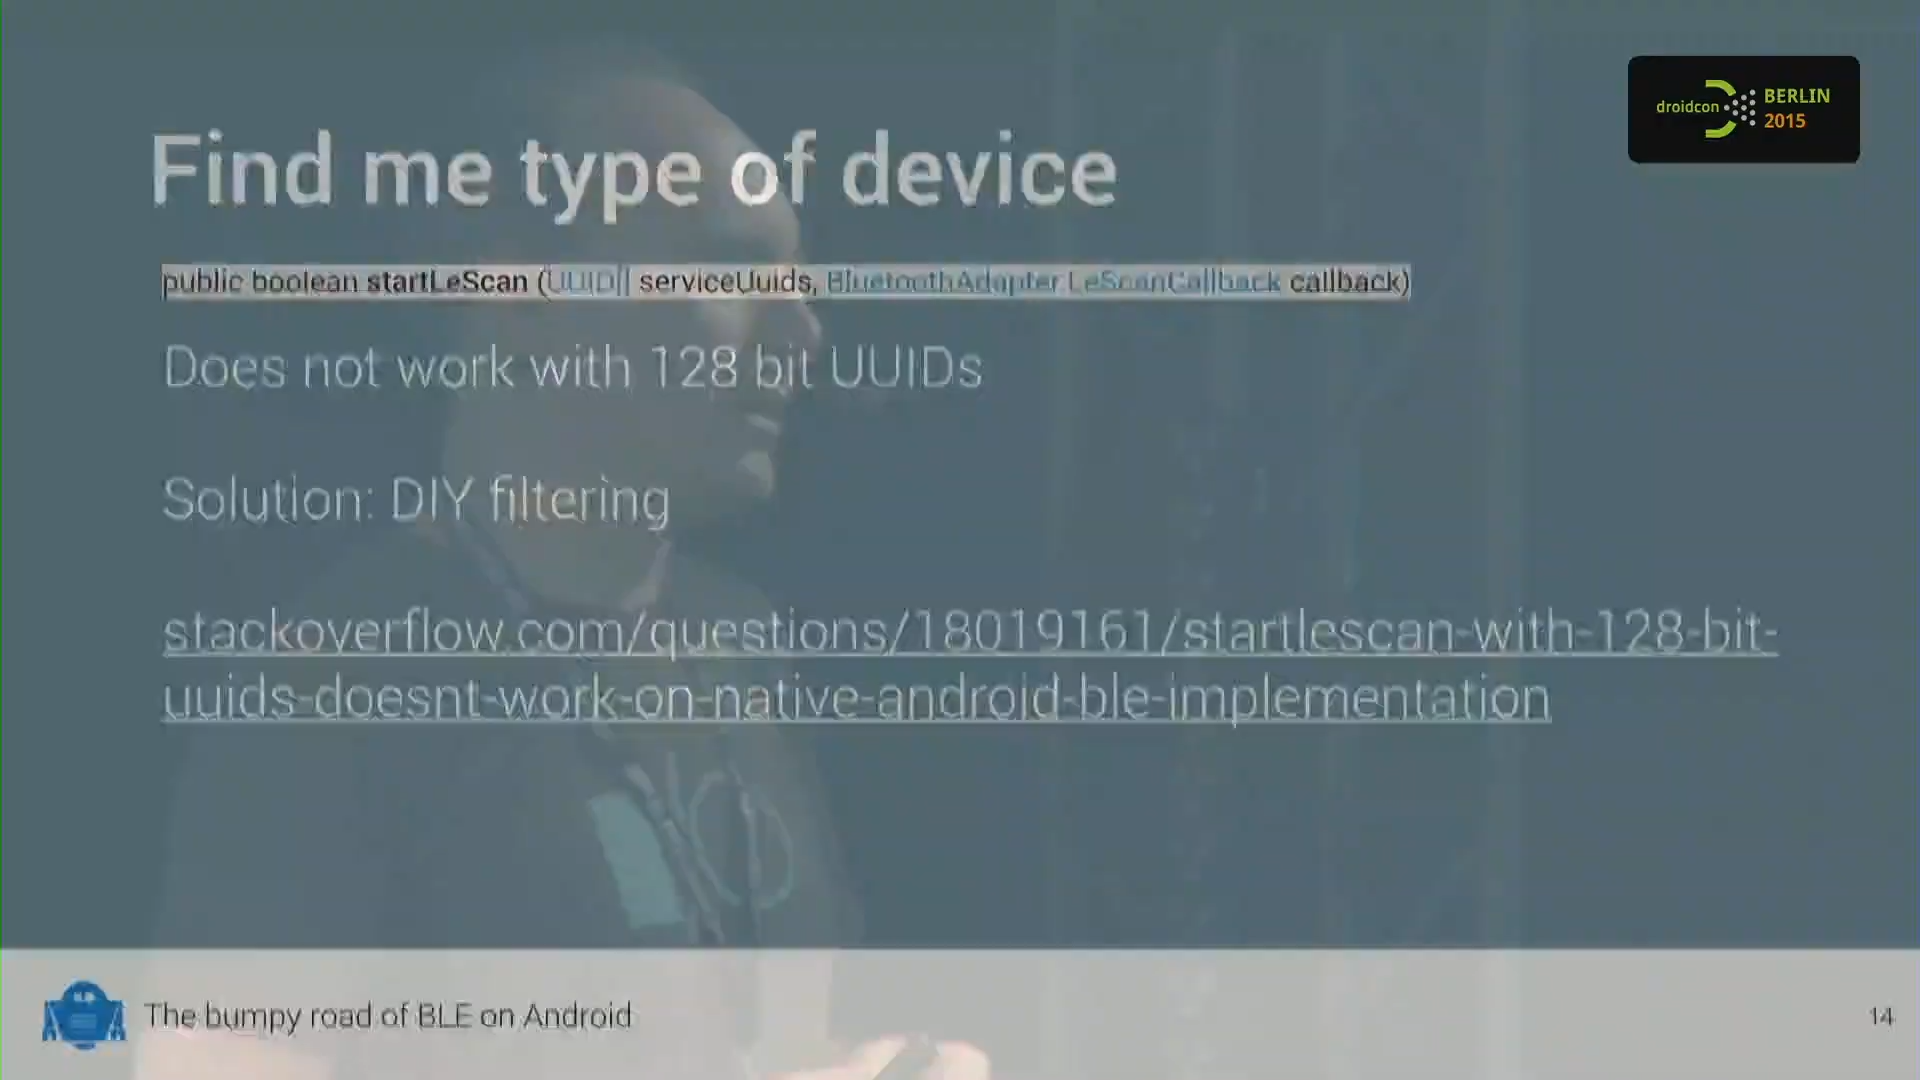 droidcon
BERLIN
2015
Find me type of device
public boolean startLeScan (UUID[] serviceUuids, BluetoothAdapter.LeScanCallback callback)
Does not work with 128 bit UUIDs
Solution: DIY filtering
stackoverflow.com/questions/18019161/startlescan-with-128-bit-
uuids-doesnt-work-on-native-android-ble-implementation
The bumpy road of BLE on Android
14